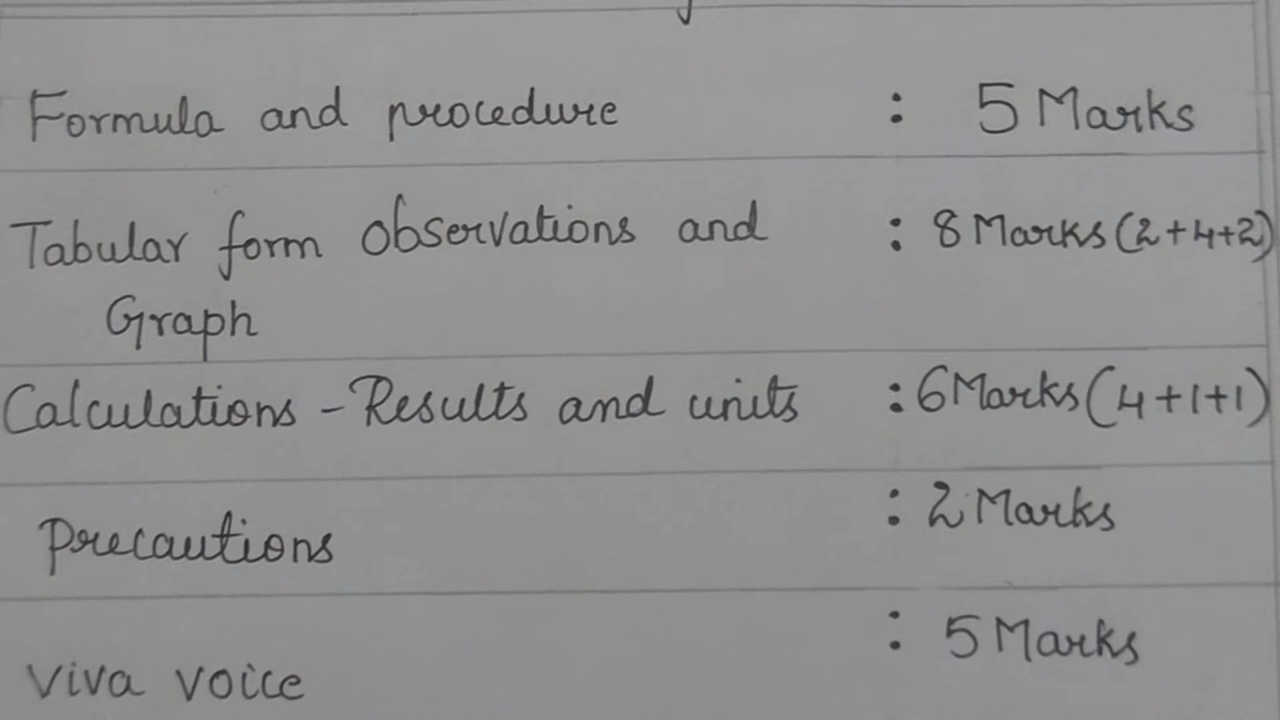 Formula and procedure : 5 Marks
Tabular form observations and : 8 Marks (2+4+2)
Graph
Calculations - Results and units : 6 Marks (4+1+1)
Precautions : 2 Marks
Viva voice : 5 Marks